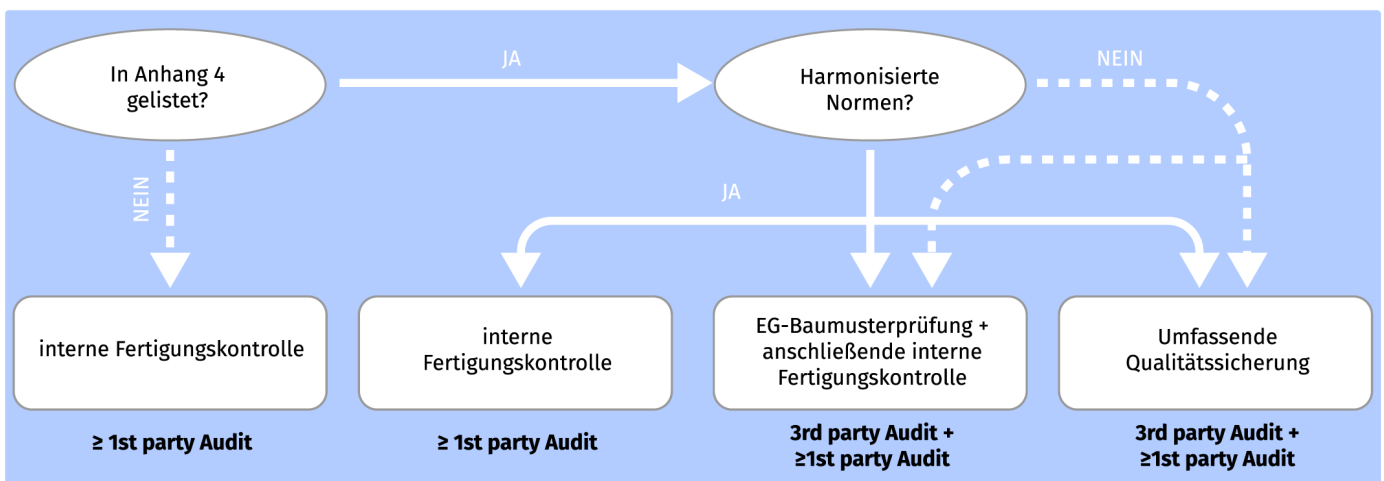 In Anhang 4
gelistet?
JA
Harmonisierte
Normen?
NEIN
NEIN
JA
interne Fertigungskontrolle
interne
Fertigungskontrolle
EG-Baumusterprüfung +
anschließende interne
Fertigungskontrolle
Umfassende
Qualitätssicherung
≥ 1st party Audit
≥ 1st party Audit
3rd party Audit +
≥1st party Audit
3rd party Audit +
≥1st party Audit